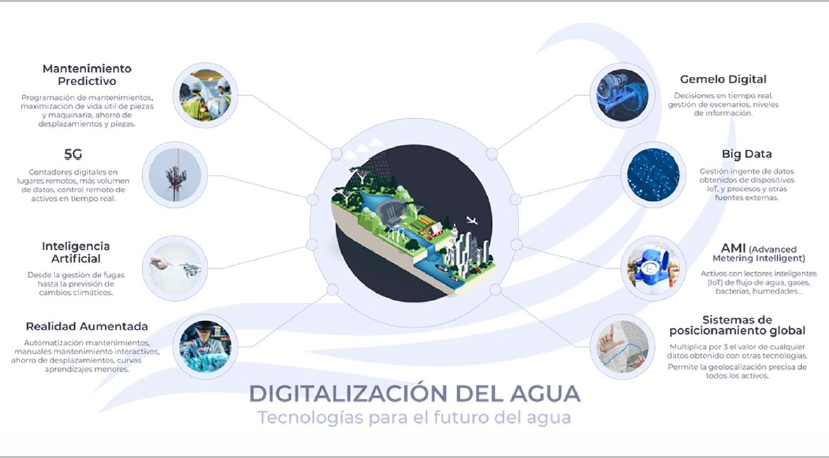 Mantenimiento
Predictivo
Programación de mantenimientos,
maximización de vida útil de piezas
y maquinaria, ahorro de
desplazamientos y piezas.
5G
Contadores digitales en
lugares remotos, más volumen
de datos, control remoto de
activos en tiempo real.
Inteligencia
Artificial
Desde la gestión de fugas
hasta la previsión de
cambios climáticos.
Realidad Aumentada
Automatización mantenimientos,
manuales mantenimiento interactivos,
ahorro de desplazamientos, curvas
aprendizajes menores.
Gemelo Digital
Decisiones en tiempo real,
gestión de escenarios, niveles
de información.
Big Data
Gestión ingente de datos
obtenidos de dispositivos
IoT, y procesos y otras
fuentes externas.
AMI (Advanced
Metering Intelligent)
Activos con lectores inteligentes
(IoT) de flujo de agua, gases,
bacterias, humedades...
Sistemas de
posicionamiento global
Multiplica por 3 el valor de cualquier
datos obtenido con otras tecnologías.
Permite la geolocalización precisa de
todos los activos.
DIGITALIZACIÓN DEL AGUA
Tecnologías para el futuro del agua